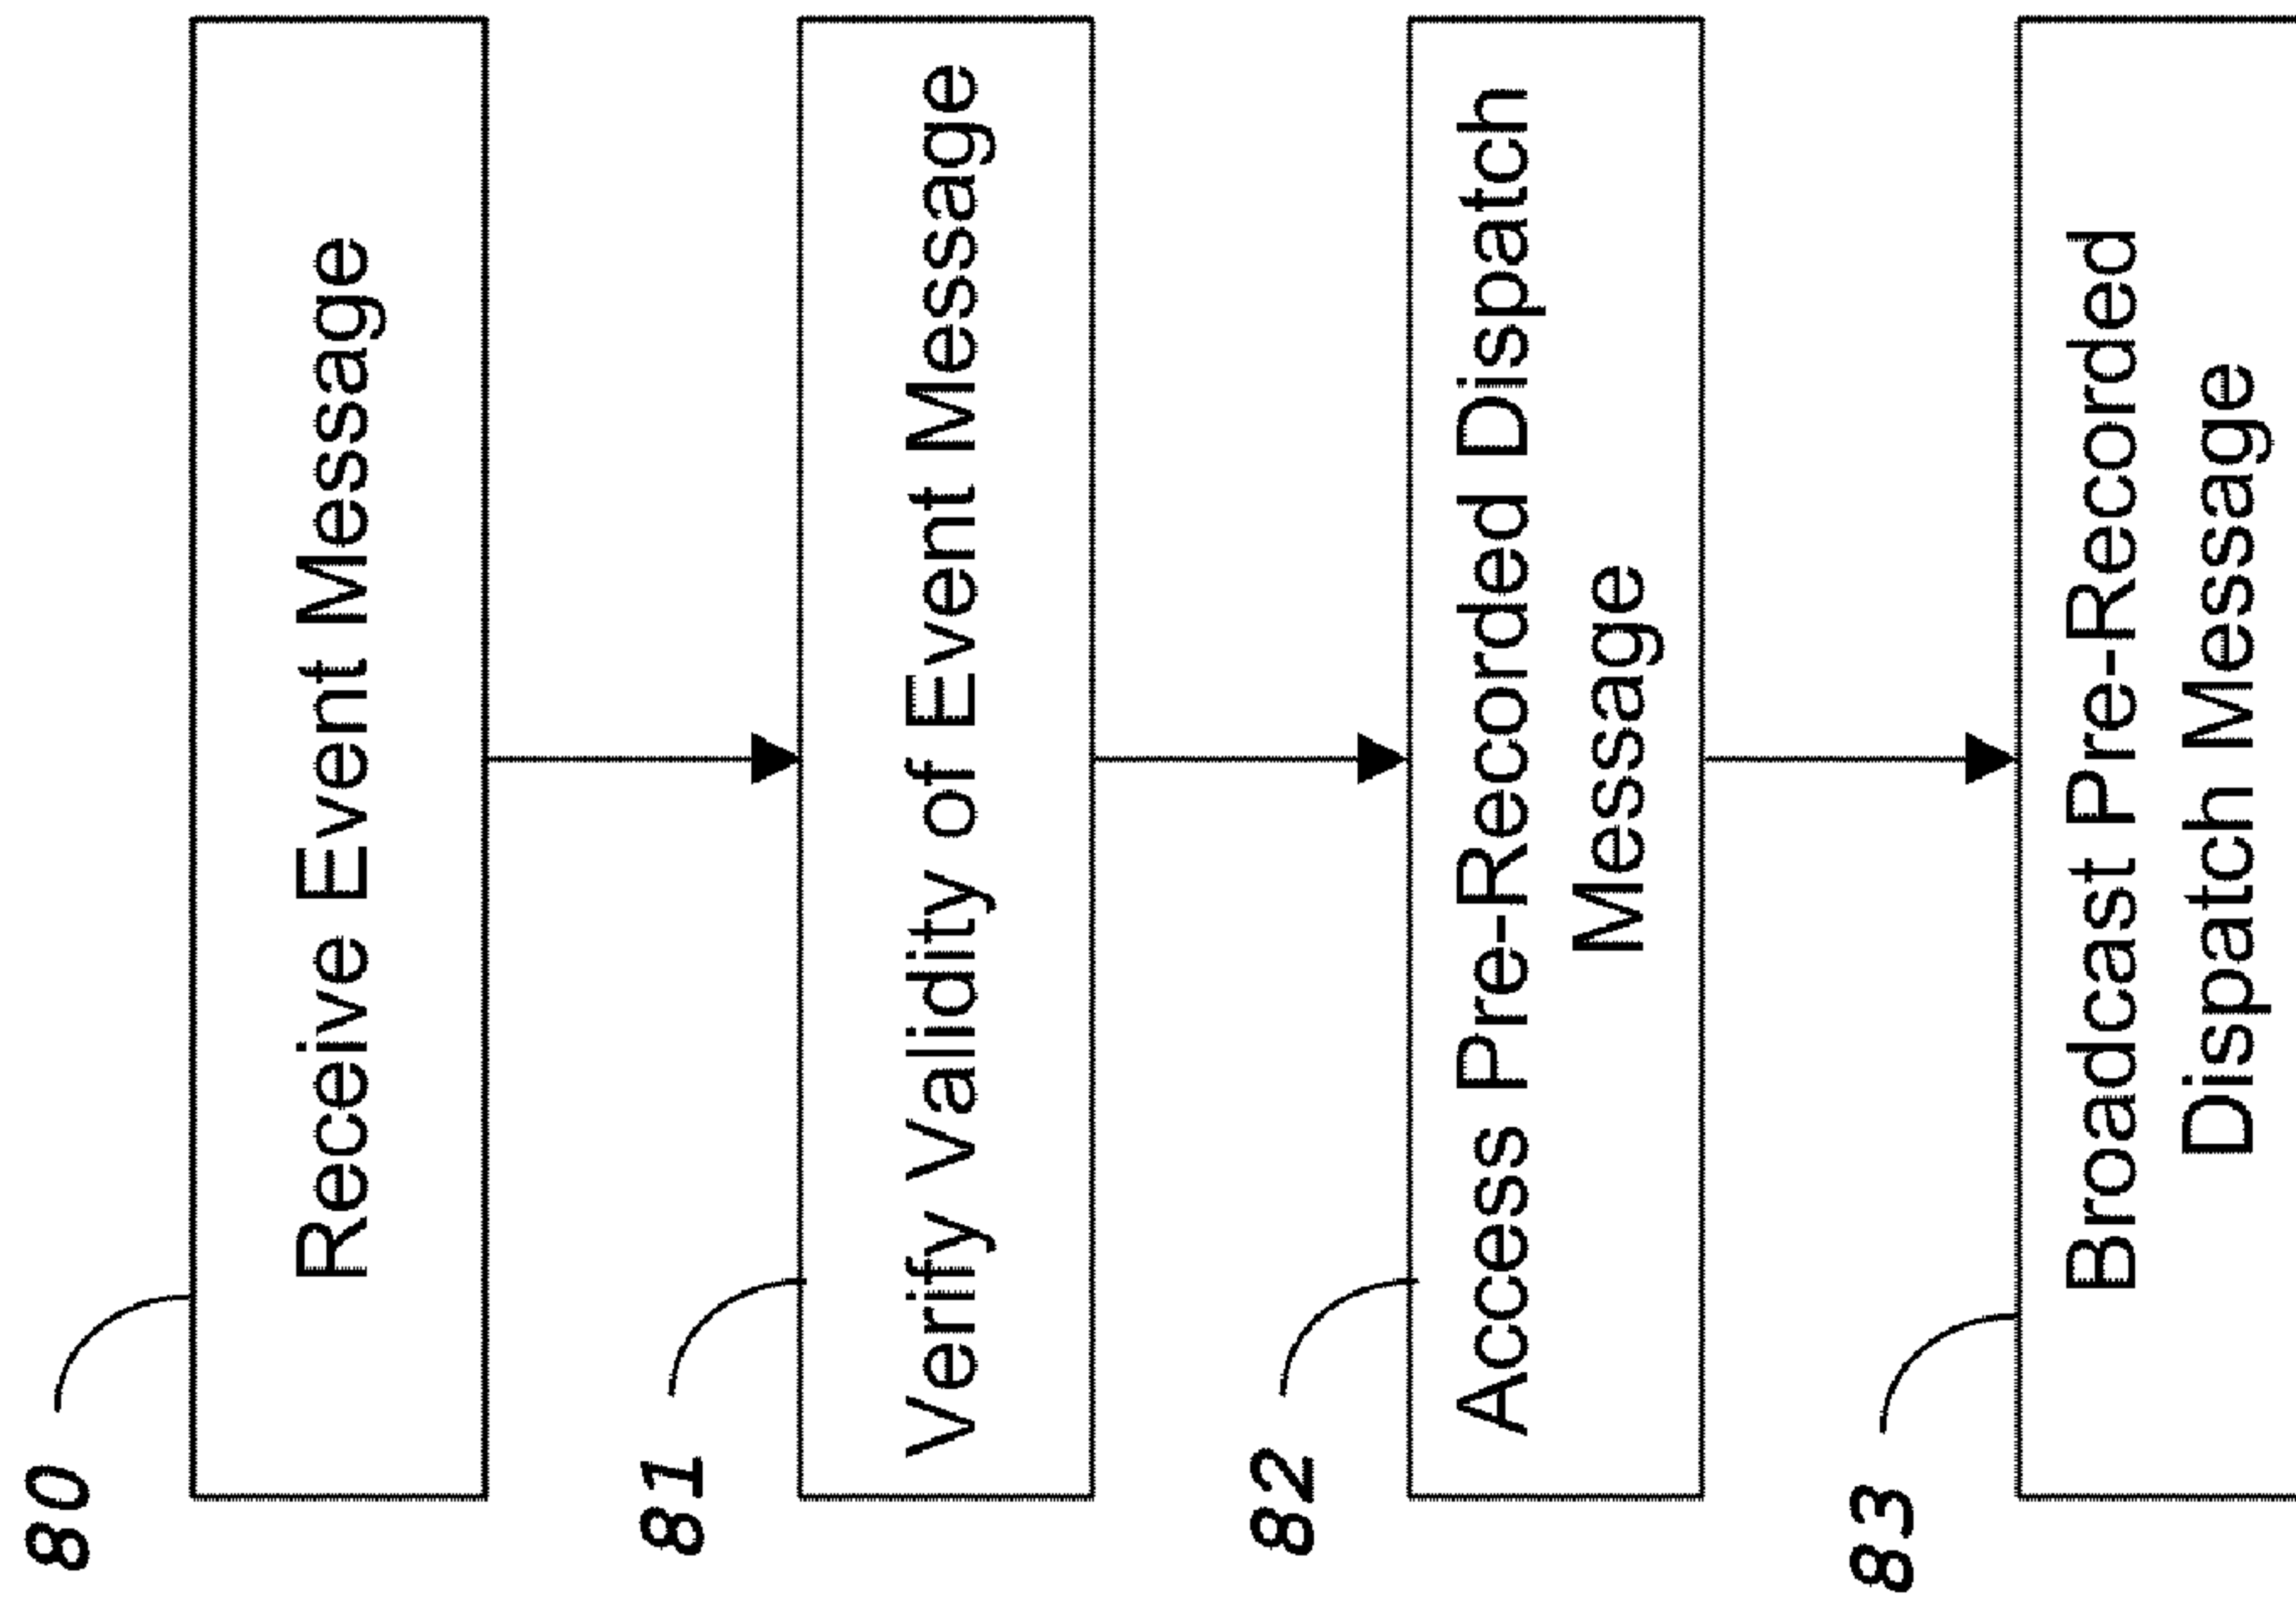 80
Receive Event Message
81
Verify Validity of Event Message
82
Access Pre-Recorded Dispatch
Message
83
Broadcast Pre-Recorded
Dispatch Message